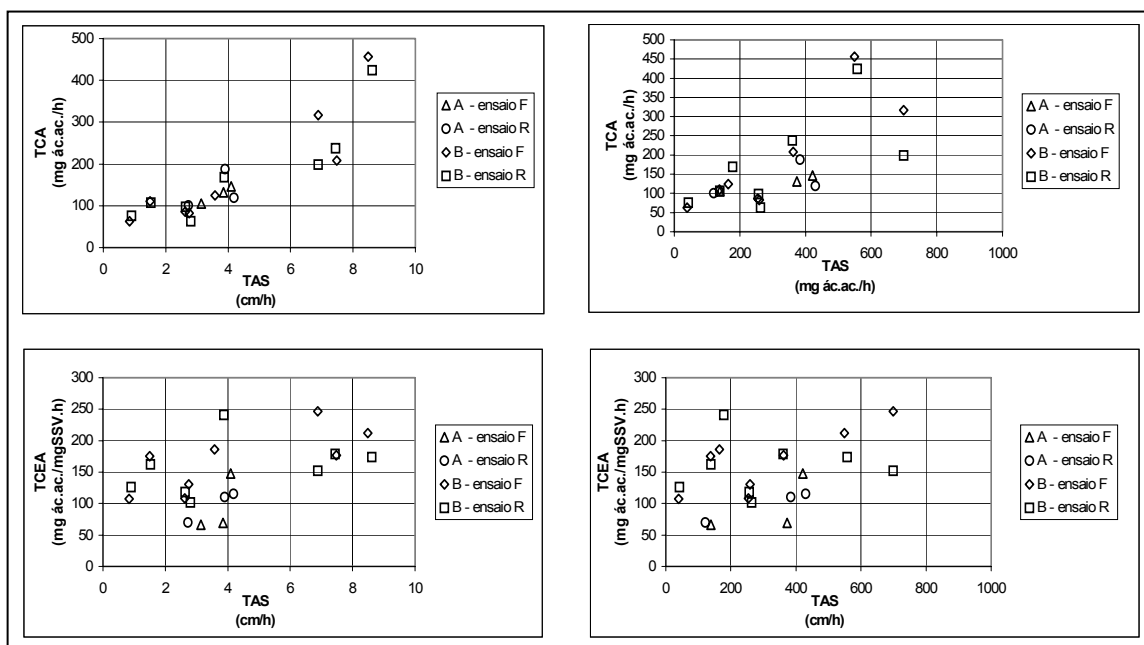 500
400
300
200
100
0
0 2 4 6 8 10
TAS
(cm/h)
TCA
(mg ác.ac./h)
A - ensaio F
A - ensaio R
B - ensaio F
B - ensaio R
500
450
400
350
300
250
200
150
100
50
0
0 200 400 600 800 1000
TAS
(mg ác.ac./h)
TCA
(mg ác.ac./h)
A - ensaio F
A - ensaio R
B - ensaio F
B - ensaio R
300
250
200
150
100
50
0
0 2 4 6 8 10
TAS
(cm/h)
TCEA
(mg ác.ac./mgSSV.h)
A - ensaio F
A - ensaio R
B - ensaio F
B - ensaio R
300
250
200
150
100
50
0
0 200 400 600 800 1000
TAS
(cm/h)
TCEA
(mg ác.ac./mgSSV.h)
A - ensaio F
A - ensaio R
B - ensaio F
B - ensaio R